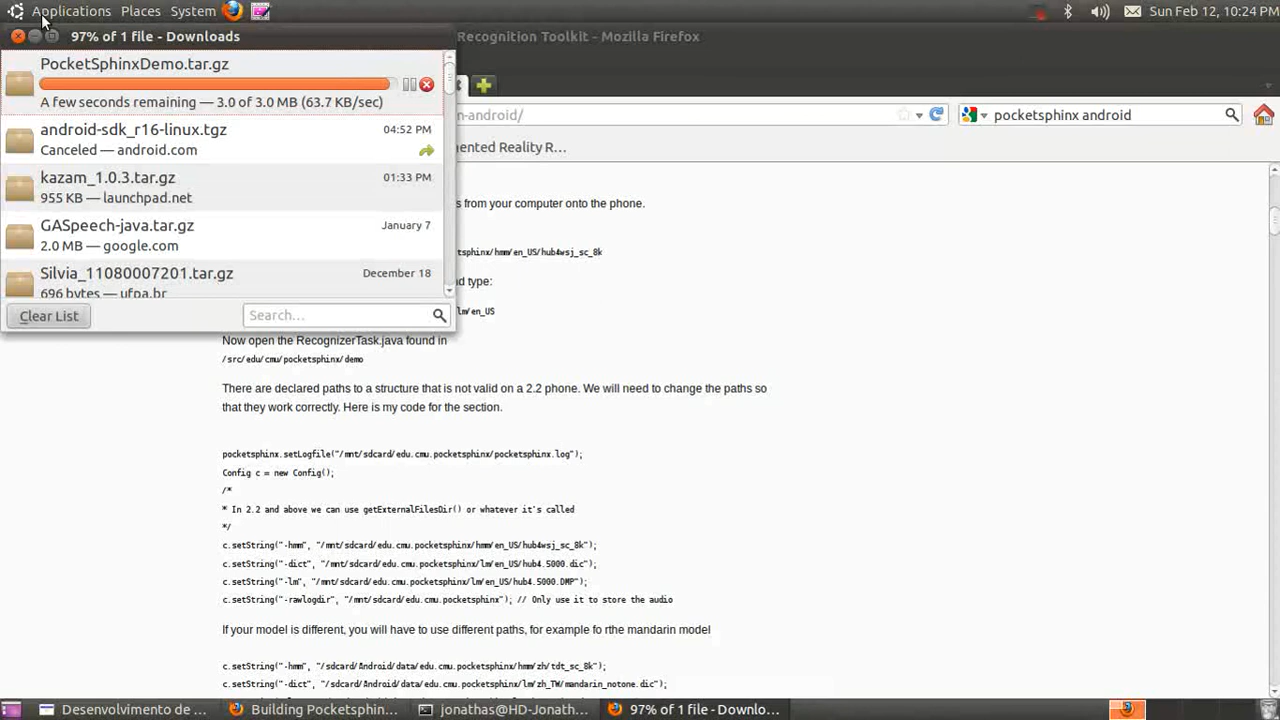 Applications Places System Sun Feb 12, 10:24 PM
97% of 1 file - Downloads
Recognition Toolkit - Mozilla Firefox
PocketSphinxDemo.tar.gz
A few seconds remaining — 3.0 of 3.0 MB (63.7 KB/sec)
android-sdk_r16-linux.tgz 04:52 PM
Canceled — android.com
kazam_1.0.3.tar.gz 01:33 PM
955 KB — launchpad.net
GASpeech-java.tar.gz January 7
2.0 MB — google.com
Silvia_11080007201.tar.gz December 18
696 bytes — ufpa.br
Clear List Search...
n-android/ pocketsphinx android
ented Reality R...
s from your computer onto the phone.
tsphinx/hmm/en_US/hub4wsj_sc_8k
nd type:
lm/en_US
Now open the RecognizerTask.java found in
/src/edu/cmu/pocketsphinx/demo
There are declared paths to a structure that is not valid on a 2.2 phone. We will need to change the paths so
that they work correctly. Here is my code for the section.
pocketsphinx.setLogfile("/mnt/sdcard/edu.cmu.pocketsphinx/pocketsphinx.log");
Config c = new Config();
/*
* In 2.2 and above we can use getExternalFilesDir() or whatever it's called
*/
c.setString("-hmm", "/mnt/sdcard/edu.cmu.pocketsphinx/hmm/en_US/hub4wsj_sc_8k");
c.setString("-dict", "/mnt/sdcard/edu.cmu.pocketsphinx/lm/en_US/hub4.5000.dic");
c.setString("-lm", "/mnt/sdcard/edu.cmu.pocketsphinx/lm/en_US/hub4.5000.DMP");
c.setString("-rawlogdir", "/mnt/sdcard/edu.cmu.pocketsphinx"); // Only use it to store the audio
If your model is different, you will have to use different paths, for example fo rthe mandarin model
c.setString("-hmm", "/sdcard/Android/data/edu.cmu.pocketsphinx/hmm/zh/tdt_sc_8k");
c.setString("-dict", "/sdcard/Android/data/edu.cmu.pocketsphinx/lm/zh_TW/mandarin_notone.dic");
Desenvolvimento de ... Building Pocketsphin... jonathas@HD-Jonath... 97% of 1 file - Downlo...